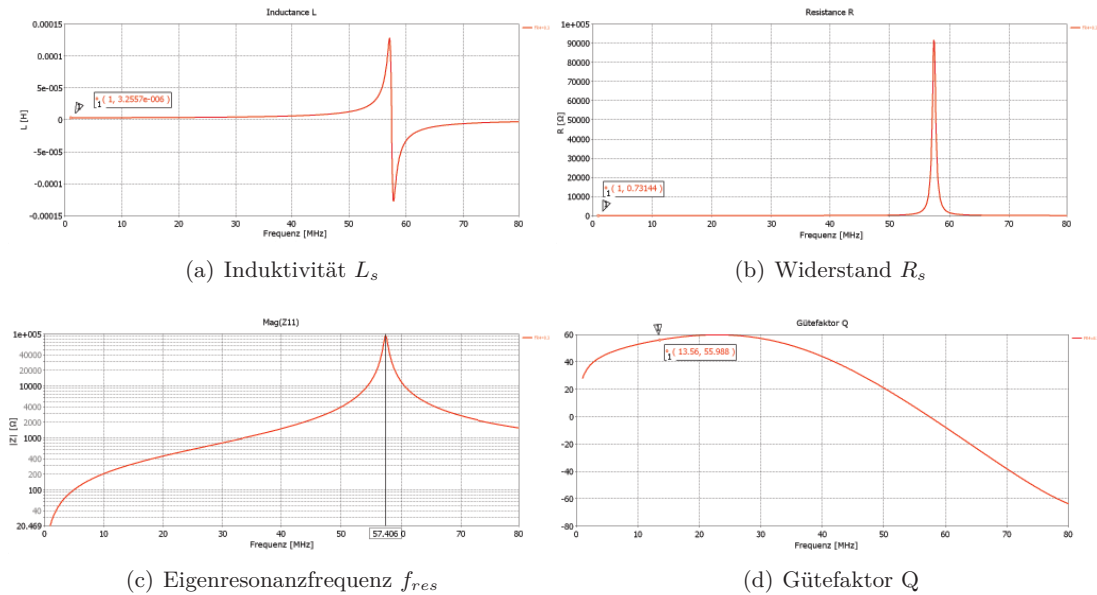 Inductance L
0.00015
0.0001
5e-005
0
-5e-005
-0.0001
-0.00015
L [H]
1 ( 1, 3.2557e-006 )
0 10 20 30 40 50 60 70 80
Frequenz [MHz]
(a) Induktivität Ls
Resistance R
1e+005
90000
80000
70000
60000
50000
40000
30000
20000
10000
0
R [Ω]
1 ( 1, 0.73144 )
0 10 20 30 40 50 60 70 80
Frequenz [MHz]
(b) Widerstand Rs
Mag(Z11)
1e+005
40000
20000
10000
4000
2000
1000
400
200
100
40
20.469
|Z| [Ω]
0 10 20 30 40 50 57.406 0 70 80
Frequenz [MHz]
(c) Eigenresonanzfrequenz fres
Gütefaktor Q
60
40
20
0
-20
-40
-60
-80
1 ( 13.56, 55.988 )
0 10 20 30 40 50 60 70 80
Frequenz [MHz]
(d) Gütefaktor Q